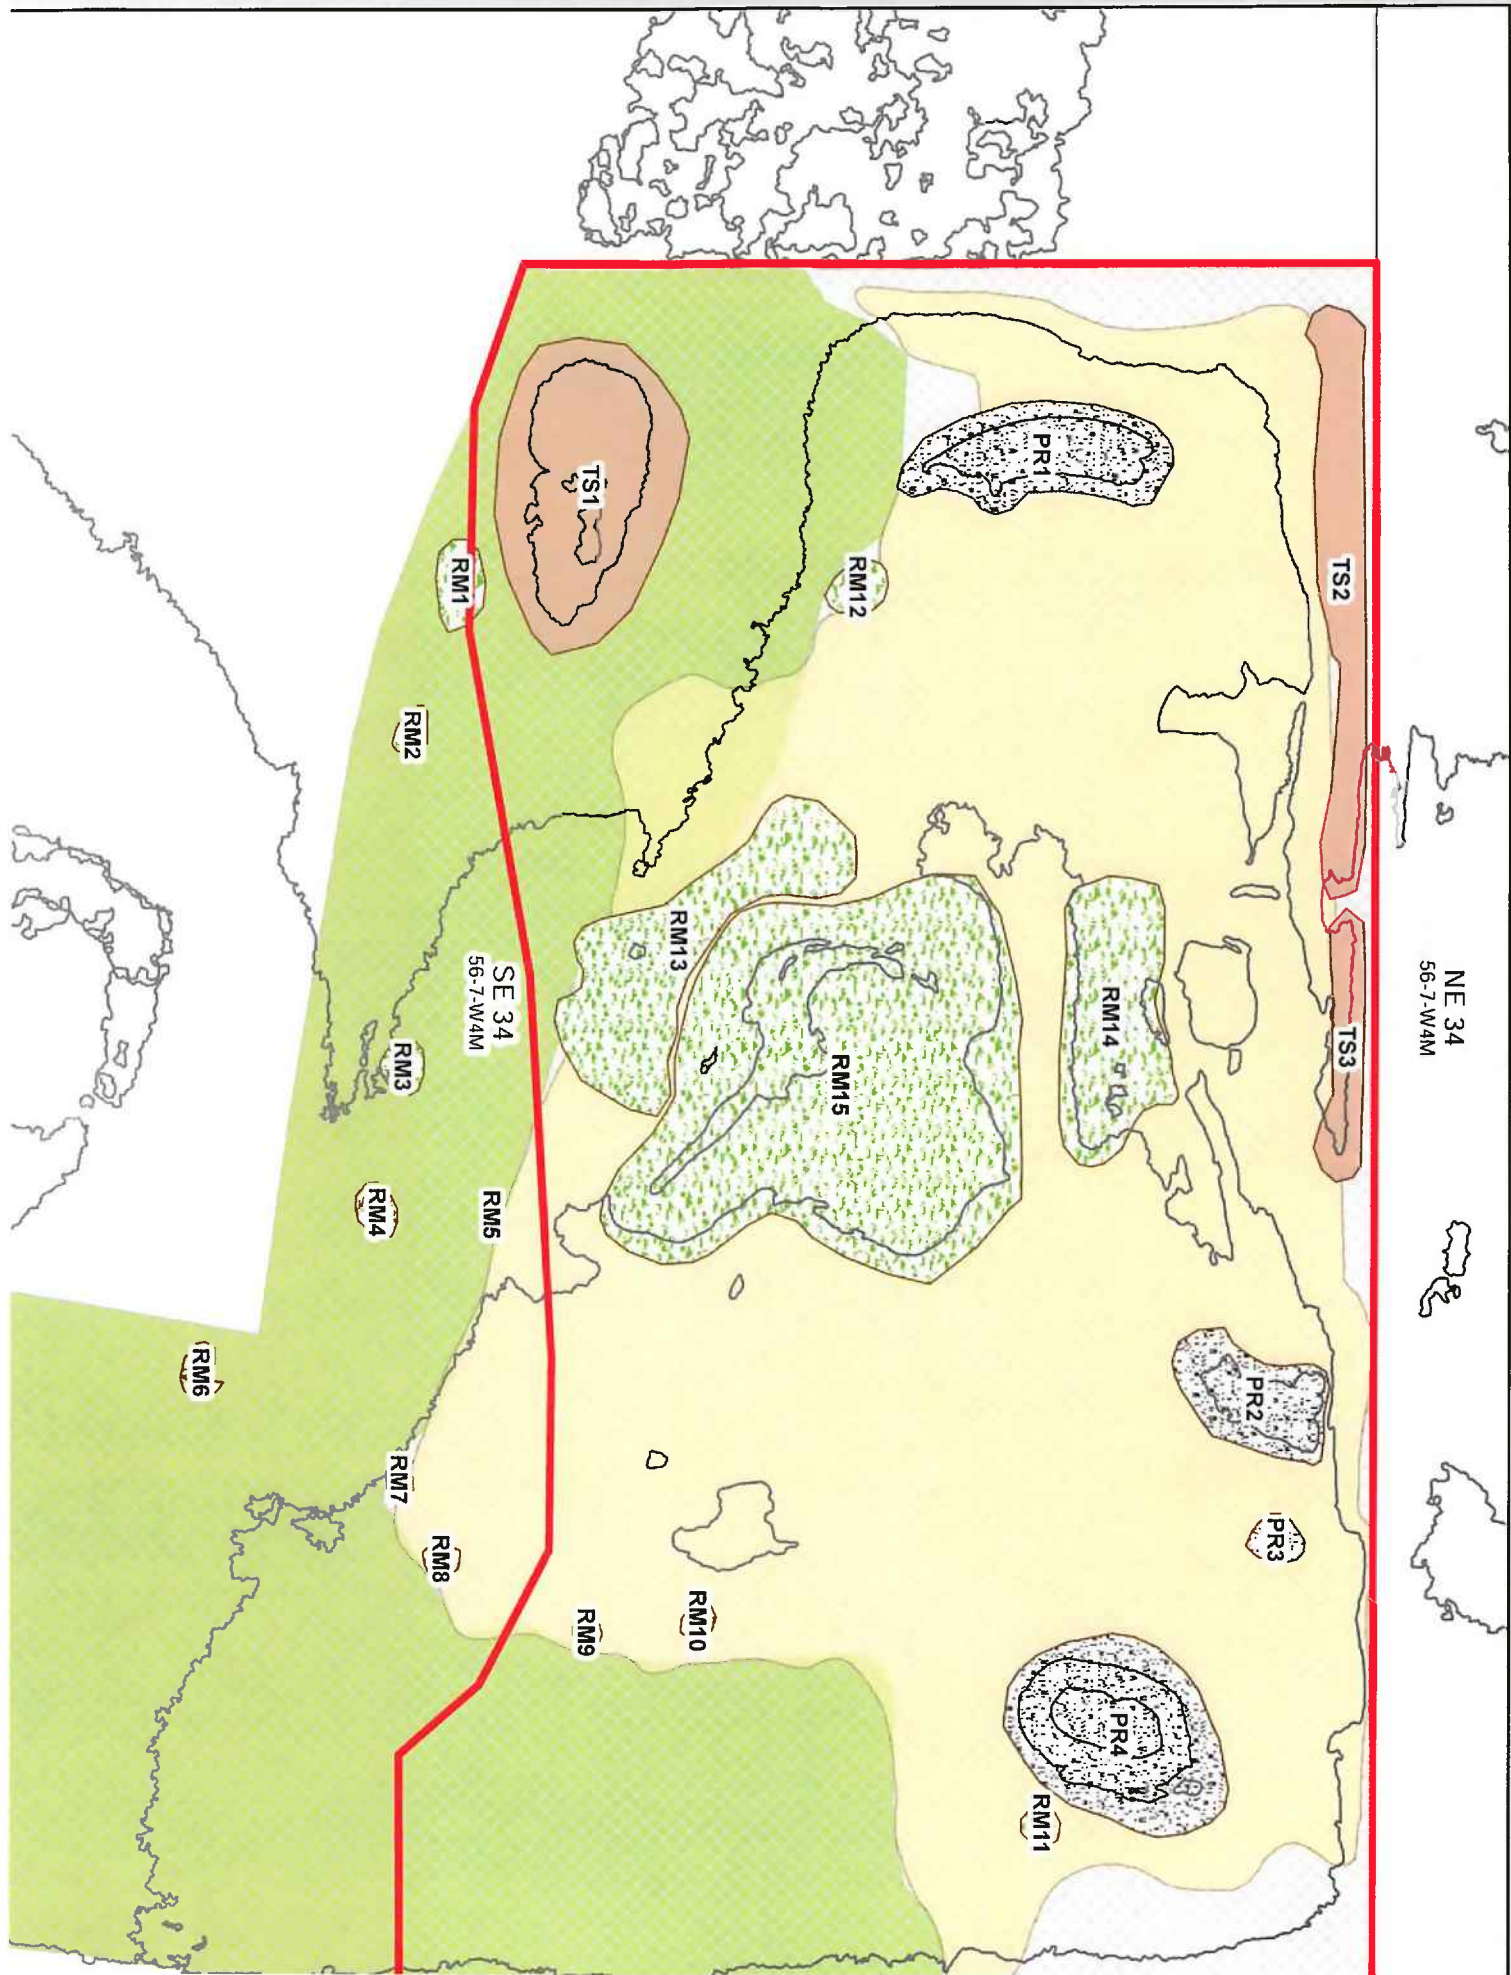 NE 34
56-7-W4M
TS2
TS3
PR1
PR2
PR3
PR4
RM14
RM11
RM12
RM15
RM13
RM10
TS1
RM9
SE 34
56-7-W4M
RM5
RM1
RM8
RM2
RM3
RM7
RM4
RM6